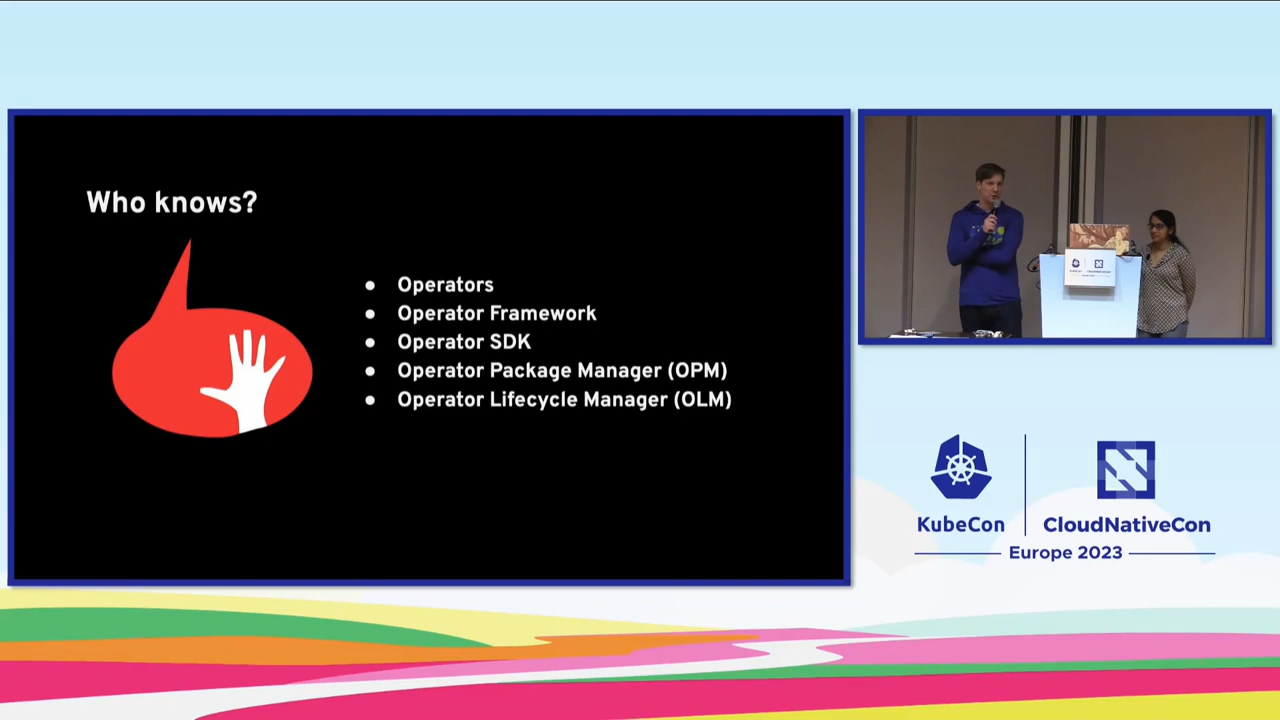 Who knows?
● Operators
● Operator Framework
● Operator SDK
● Operator Package Manager (OPM)
● Operator Lifecycle Manager (OLM)
KubeCon
CloudNativeCon
Europe 2023